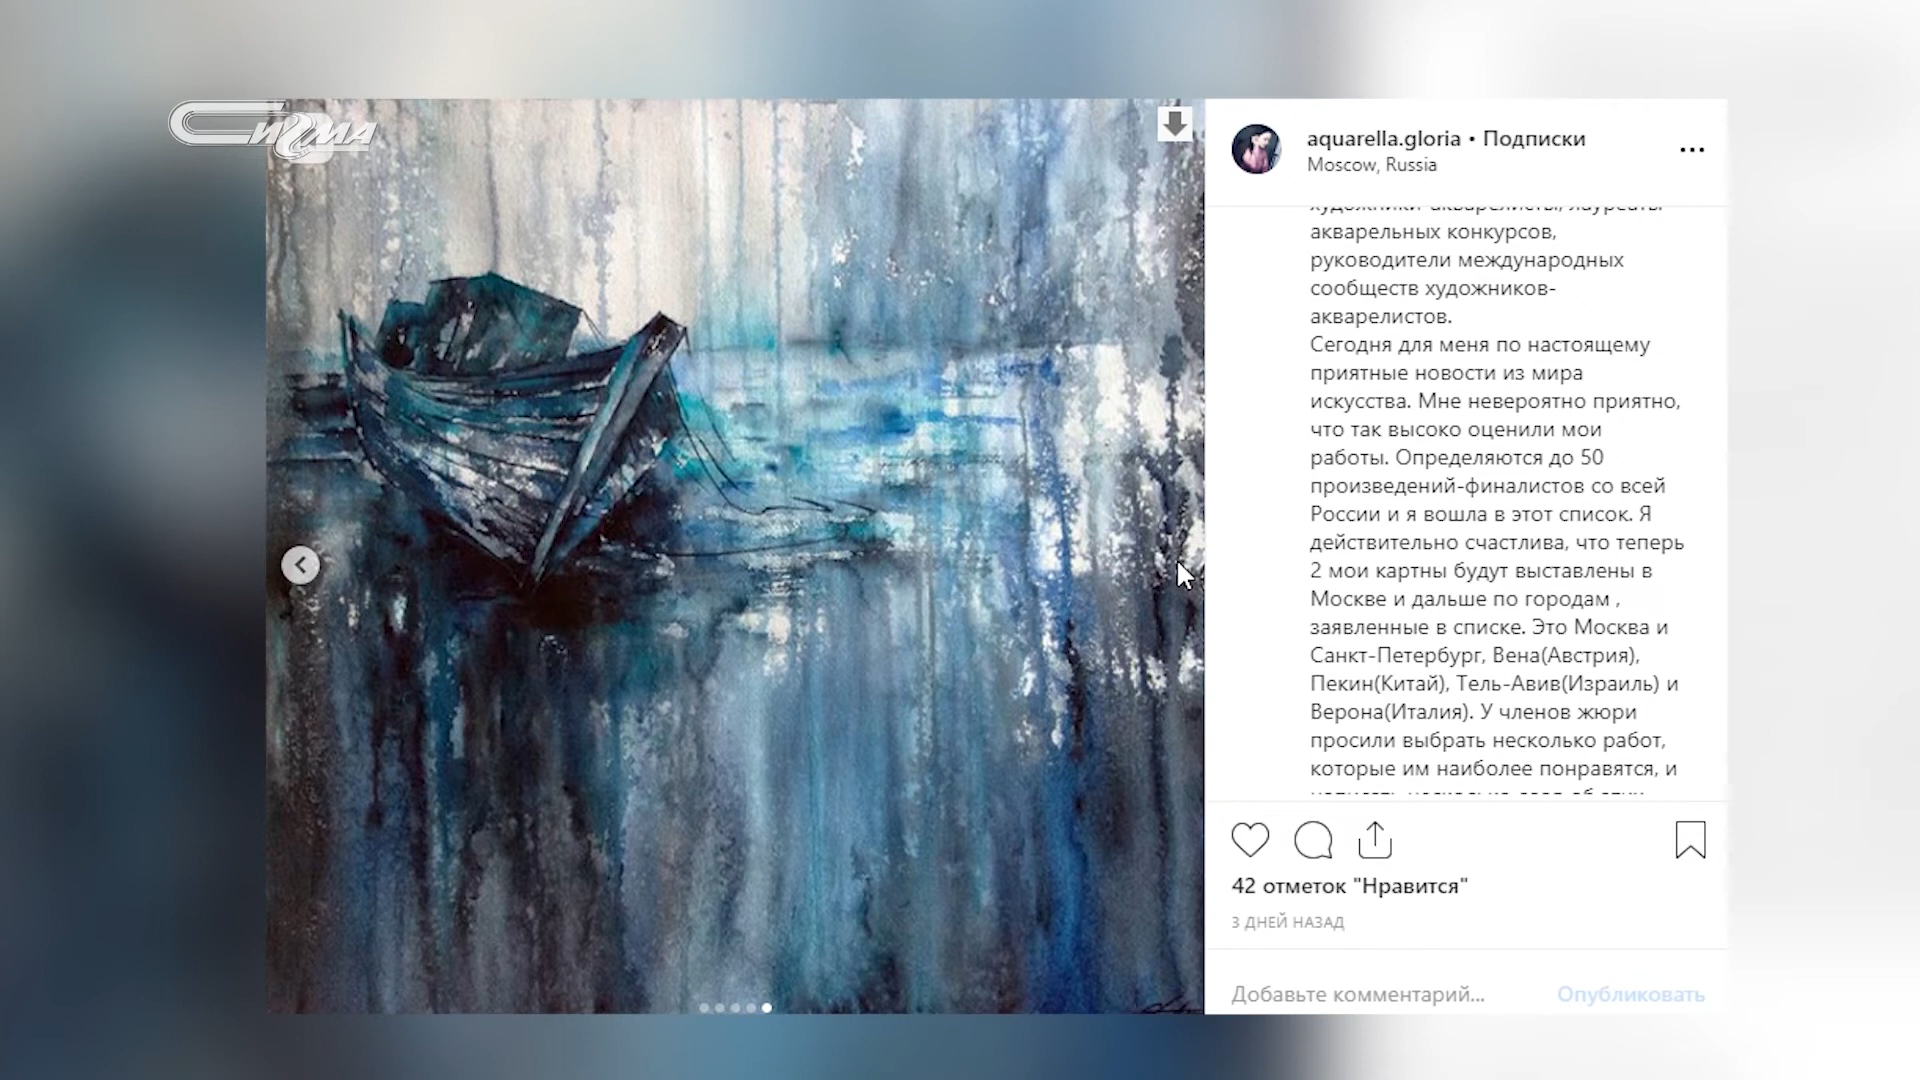 СИГМА
aquarella.gloria • Подписки
Moscow, Russia
художники-акварелисты, лауреаты
акварельных конкурсов,
руководители международных
сообществ художников-
акварелистов.
Сегодня для меня по настоящему
приятные новости из мира
искусства. Мне невероятно приятно,
что так высоко оценили мои
работы. Определяются до 50
произведений-финалистов со всей
России и я вошла в этот список. Я
действительно счастлива, что теперь
2 мои картны будут выставлены в
Москве и дальше по городам ,
заявленные в списке. Это Москва и
Санкт-Петербург, Вена(Австрия),
Пекин(Китай), Тель-Авив(Израиль) и
Верона(Италия). У членов жюри
просили выбрать несколько работ,
которые им наиболее понравятся, и
42 отметок "Нравится"
3 ДНЕЙ НАЗАД
Добавьте комментарий...
Опубликовать